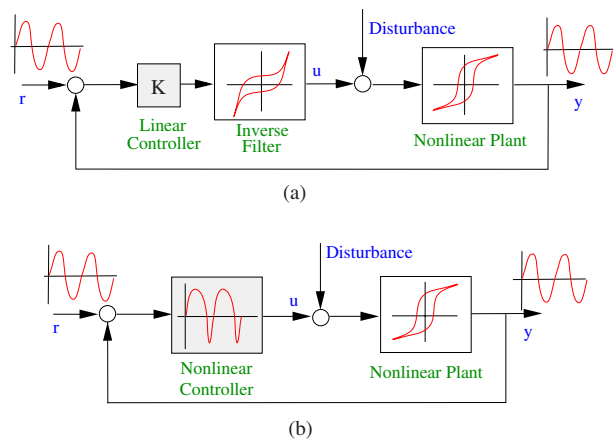 Disturbance
r
K
u
y
Linear
Controller
Inverse
Filter
Nonlinear Plant
(a)
Disturbance
r
u
y
Nonlinear
Controller
Nonlinear Plant
(b)